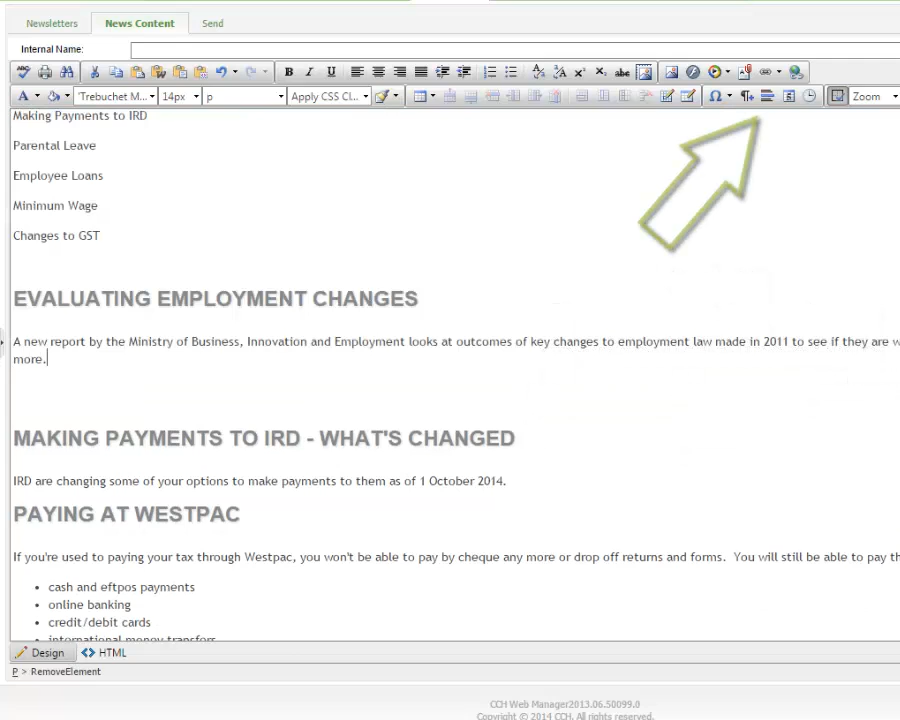 Newsletters News Content Send
Internal Name:
ABC B I U abc
A 'Trebuchet M... 14px p Apply CSS CL... Ω Zoom
Making Payments to IRD
Parental Leave
Employee Loans
Minimum Wage
Changes to GST
EVALUATING EMPLOYMENT CHANGES
A new report by the Ministry of Business, Innovation and Employment looks at outcomes of key changes to employment law made in 2011 to see if they are w
more.
MAKING PAYMENTS TO IRD - WHAT'S CHANGED
IRD are changing some of your options to make payments to them as of 1 October 2014.
PAYING AT WESTPAC
If you're used to paying your tax through Westpac, you won't be able to pay by cheque any more or drop off returns and forms. You will still be able to pay th
• cash and eftpos payments
• online banking
• credit/debit cards
• international money transfers
Design HTML
P > RemoveElement
CCH Web Manager2013.06.50099.0
Copyright © 2014 CCH. All rights reserved.